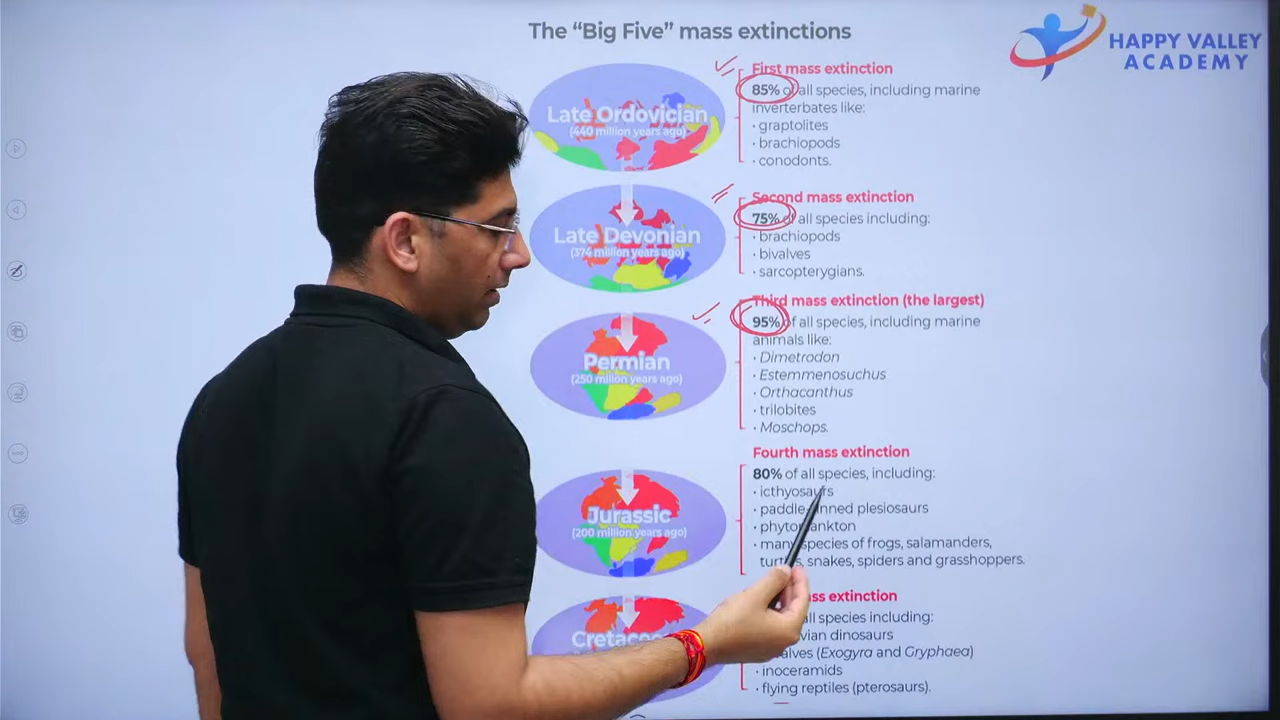 The “Big Five” mass extinctions
HAPPY VALLEY
ACADEMY
Late Ordovician
(440 million years ago)
First mass extinction
85% of all species, including marine
inverterbates like:
· graptolites
· brachiopods
· conodonts.
Late Devonian
(374 million years ago)
Second mass extinction
75% of all species including:
· brachiopods
· bivalves
· sarcopterygians.
Permian
(250 million years ago)
Third mass extinction (the largest)
95% of all species, including marine
animals like:
· Dimetrodon
· Estemmenosuchus
· Orthacanthus
· trilobites
· Moschops.
Jurassic
(200 million years ago)
Fourth mass extinction
80% of all species, including:
· icthyosaurs
· paddle-finned plesiosaurs
· phytoplankton
· many species of frogs, salamanders,
turtles, snakes, spiders and grasshoppers.
extinction
all species including:
dinosaurs
(Exogyra and Gryphaea)
· inoceramids
· flying reptiles (pterosaurs).